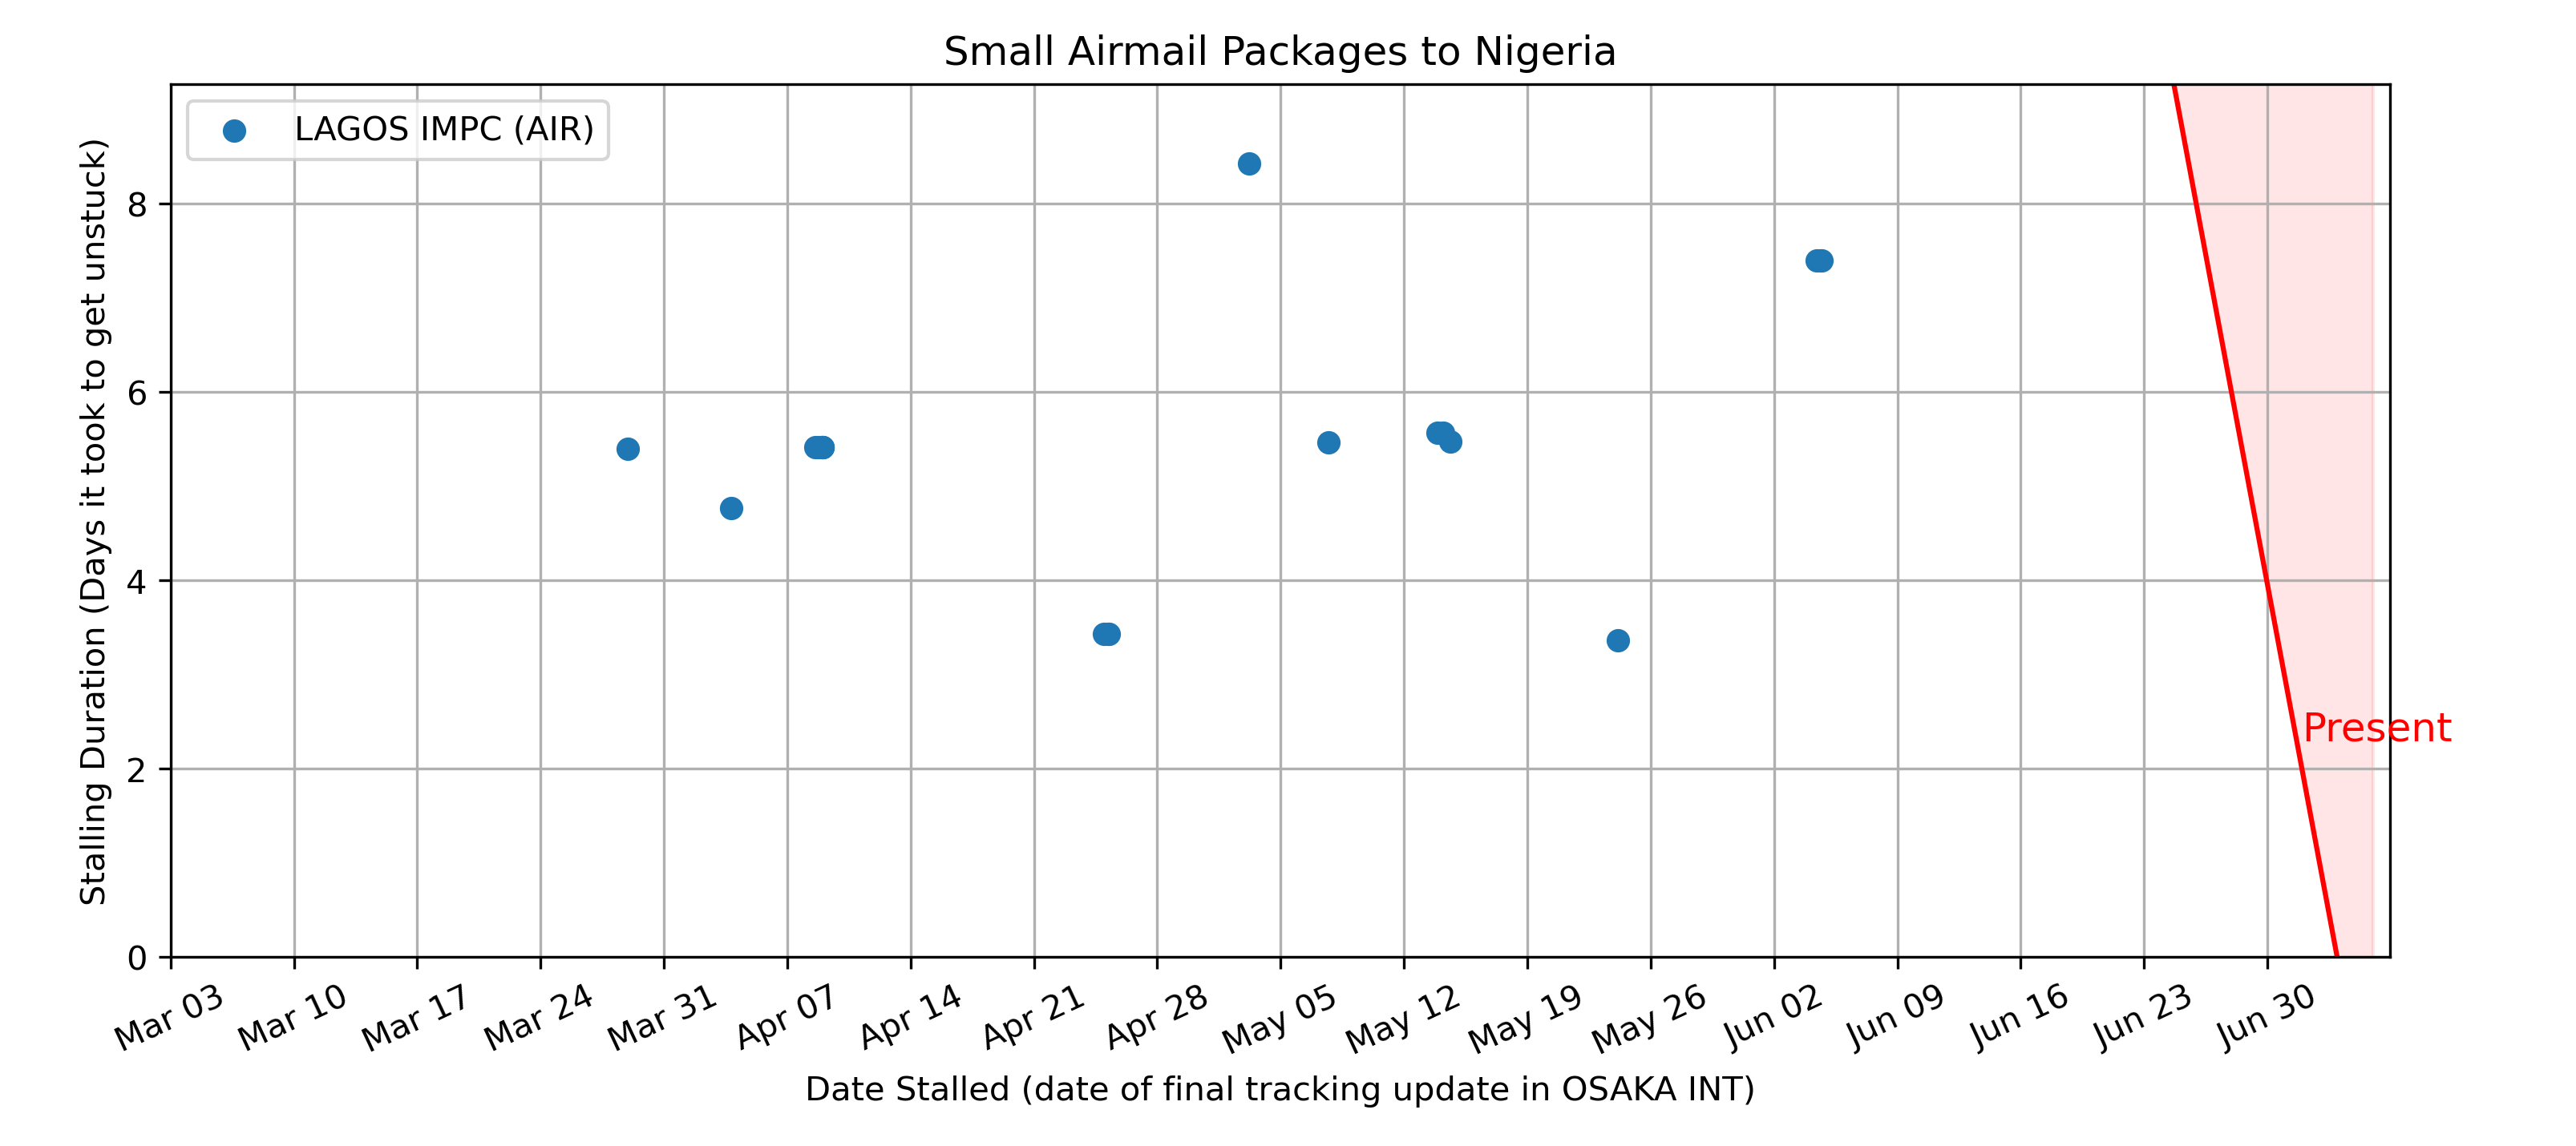 Small Airmail Packages to Nigeria
LAGOS IMPC (AIR)
Stalling Duration (Days it took to get unstuck)
8
6
4
2
0
Present
Mar 03
Mar 10
Mar 17
Mar 24
Mar 31
Apr 07
Apr 14
Apr 21
Apr 28
May 05
May 12
May 19
May 26
Jun 02
Jun 09
Jun 16
Jun 23
Jun 30
Date Stalled (date of final tracking update in OSAKA INT)